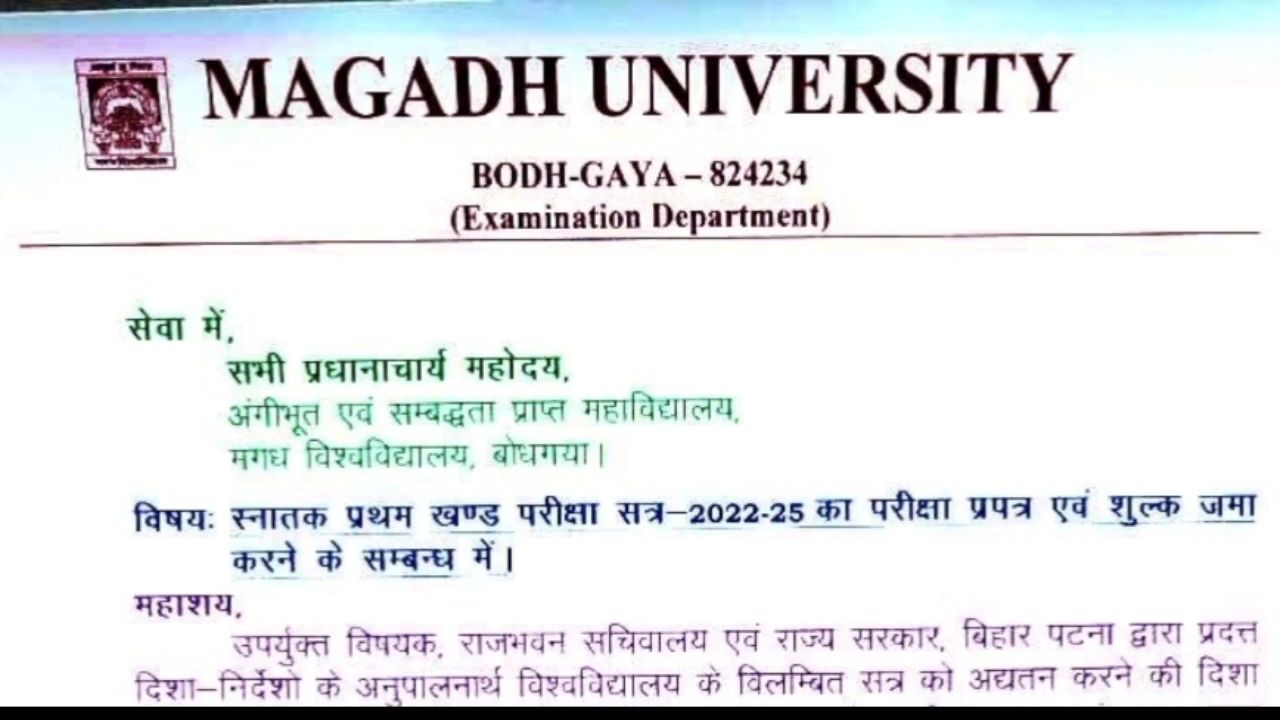 MAGADH UNIVERSITY
BODH-GAYA – 824234
(Examination Department)
सेवा में,
सभी प्रधानाचार्य महोदय,
अंगीभूत एवं सम्बद्धता प्राप्त महाविद्यालय,
मगध विश्वविद्यालय, बोधगया।
विषयः स्नातक प्रथम खण्ड परीक्षा सत्र–2022-25 का परीक्षा प्रपत्र एवं शुल्क जमा
करने के सम्बन्ध में।
महाशय,
उपर्युक्त विषयक, राजभवन सचिवालय एवं राज्य सरकार, बिहार पटना द्वारा प्रदत्त
दिशा–निर्देशो के अनुपालनार्थ विश्वविद्यालय के विलम्बित सत्र को अद्यतन करने की दिशा